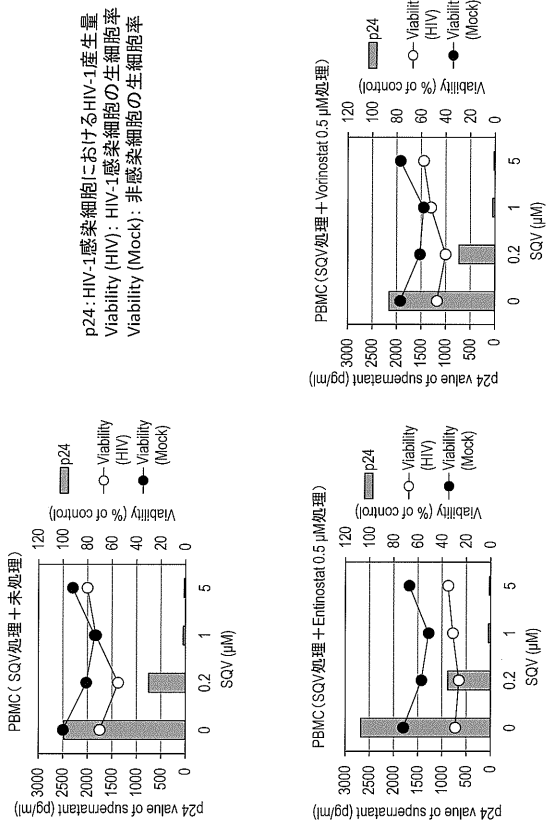 PBMC（SQV処理＋未処理）
p24
Viability
(HIV)
Viability
(Mock)
p24 value of supernatant (pg/ml)
3000
2500
2000
1500
1000
500
0
Viability (% of control)
120
100
80
60
40
20
0
0 0.2 1 5
SQV (μM)
p24：HIV-1感染細胞におけるHIV-1産生量
Viability (HIV)：HIV-1感染細胞の生細胞率
Viability (Mock)：非感染細胞の生細胞率
PBMC（SQV処理＋Entinostat 0.5 μM処理）
p24
Viability
(HIV)
Viability
(Mock)
p24 value of supernatant (pg/ml)
3000
2500
2000
1500
1000
500
0
Viability (% of control)
120
100
80
60
40
20
0
0 0.2 1 5
SQV (μM)
PBMC（SQV処理＋Vorinostat 0.5 μM処理）
p24
Viability
(HIV)
Viability
(Mock)
p24 value of supernatant (pg/ml)
3000
2500
2000
1500
1000
500
0
Viability (% of control)
120
100
80
60
40
20
0
0 0.2 1 5
SQV (μM)